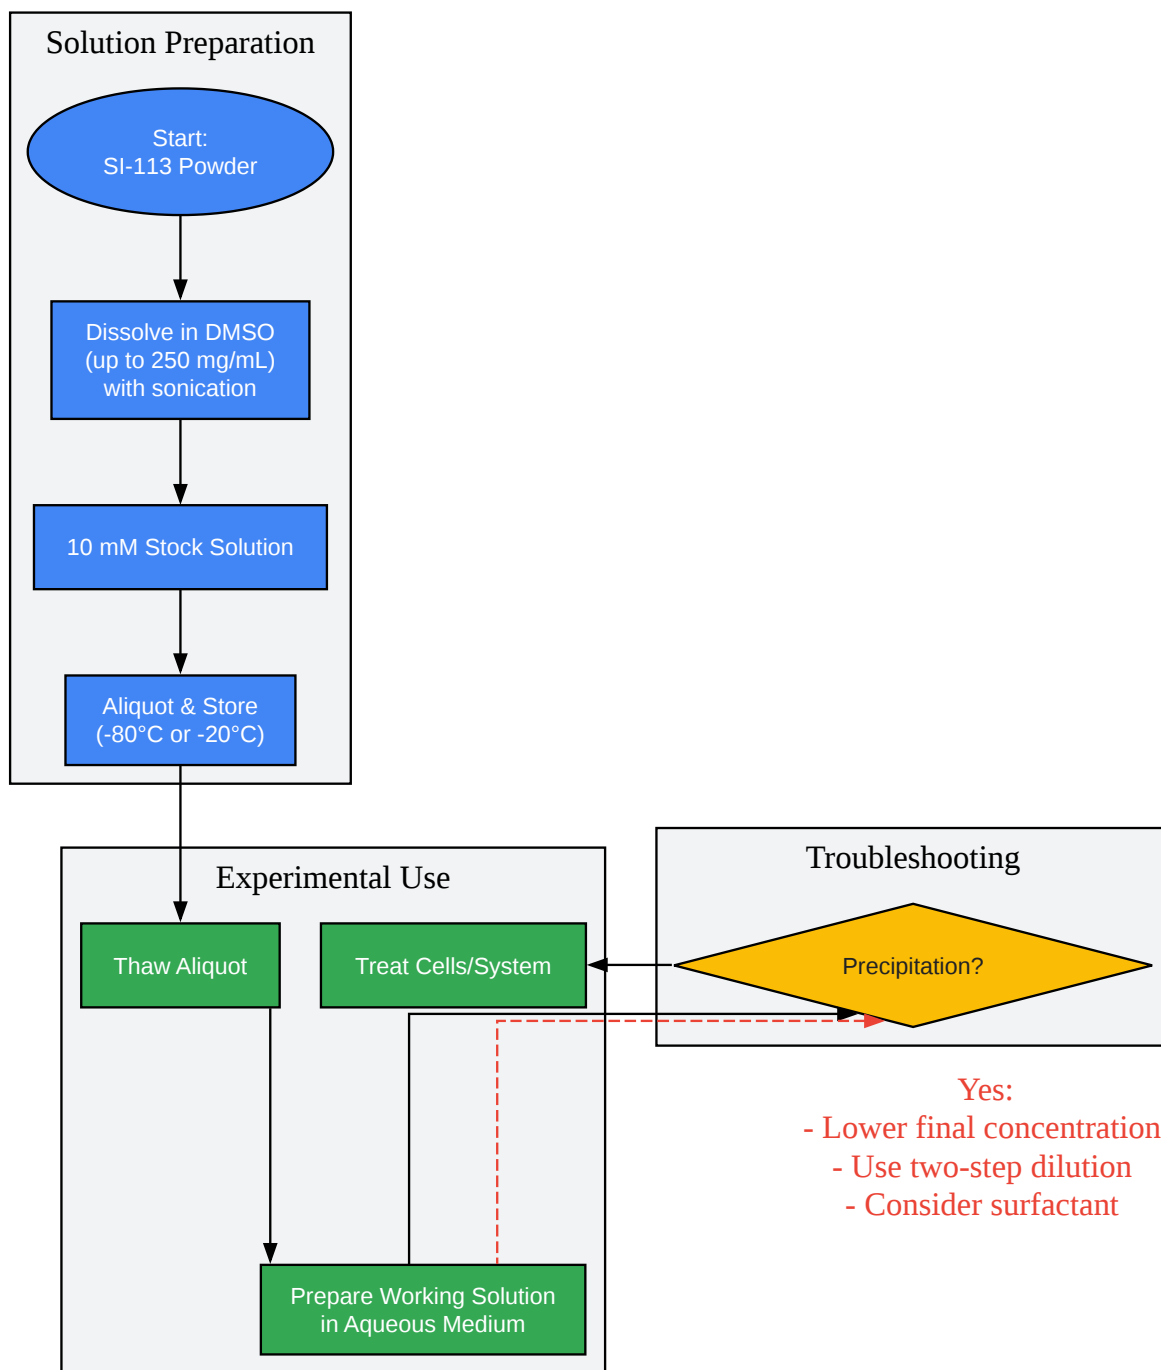 Solution Preparation
Start:
SI-113 Powder
Dissolve in DMSO
(up to 250 mg/mL)
with sonication
10 mM Stock Solution
Aliquot & Store
(-80°C or -20°C)
Experimental Use
Thaw Aliquot
Treat Cells/System
Prepare Working Solution
in Aqueous Medium
Troubleshooting
Precipitation?
Yes:
- Lower final concentration
- Use two-step dilution
- Consider surfactant